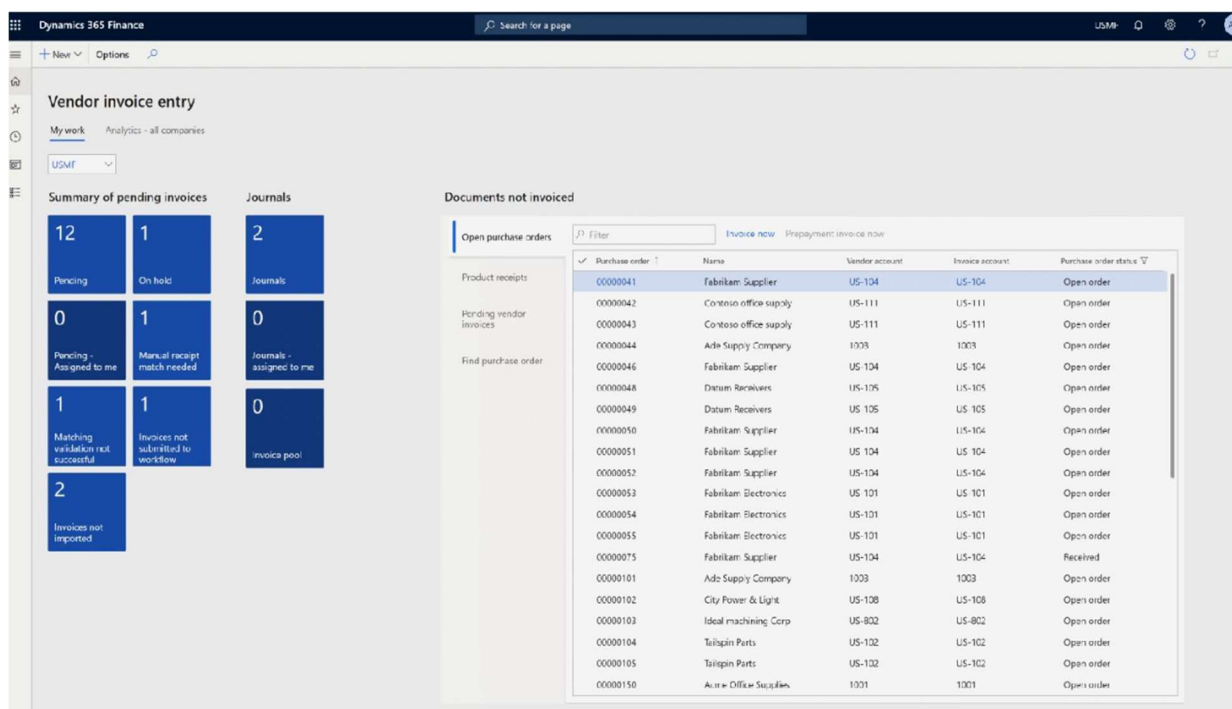 Dynamics 365 Finance
Search for a page
USMF
?
New
Options
Vendor invoice entry
My work
Analytics - all companies
USMF
Summary of pending invoices
12
Pending
1
On hold
0
Pending -
Assigned to me
1
Manual receipt
match needed
1
Matching
validation not
successful
1
Invoices not
submitted to
workflow
2
Invoices not
imported
Journals
2
Journals
0
Journals -
assigned to me
0
Invoice pool
Documents not invoiced
Open purchase orders
Product receipts
Pending vendor
invoices
Find purchase order
Filter
Invoice now Prepayment invoice now
Purchase order Name Vendor account Invoice account Purchase order status
00000041 Fabrikam Supplier US-104 US-104 Open order
00000042 Contoso office supply US-111 US-111 Open order
00000043 Contoso office supply US-111 US-111 Open order
00000044 Ade Supply Company 1003 1003 Open order
00000046 Fabrikam Supplier US-104 US-104 Open order
00000048 Datum Receivers US-105 US-105 Open order
00000049 Datum Receivers US-105 US-105 Open order
00000050 Fabrikam Supplier US-104 US-104 Open order
00000051 Fabrikam Supplier US-104 US-104 Open order
00000052 Fabrikam Supplier US-104 US-104 Open order
00000053 Fabrikam Electronics US-101 US-101 Open order
00000054 Fabrikam Electronics US-101 US-101 Open order
00000055 Fabrikam Electronics US-101 US-101 Open order
00000075 Fabrikam Supplier US-104 US-104 Received
00000101 Ade Supply Company 1003 1003 Open order
00000102 City Power & Light US-108 US-108 Open order
00000103 Ideal machining Corp US-802 US-802 Open order
00000104 Tailspin Parts US-102 US-102 Open order
00000105 Tailspin Parts US-102 US-102 Open order
00000150 Acme Office Supplies 1001 1001 Open order